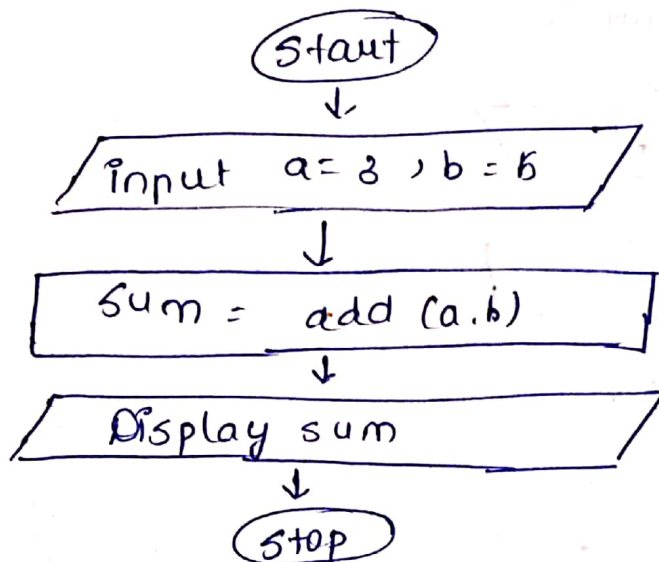 Start
input a = 3, b = 5
sum = add (a.b)
Display sum
Stop